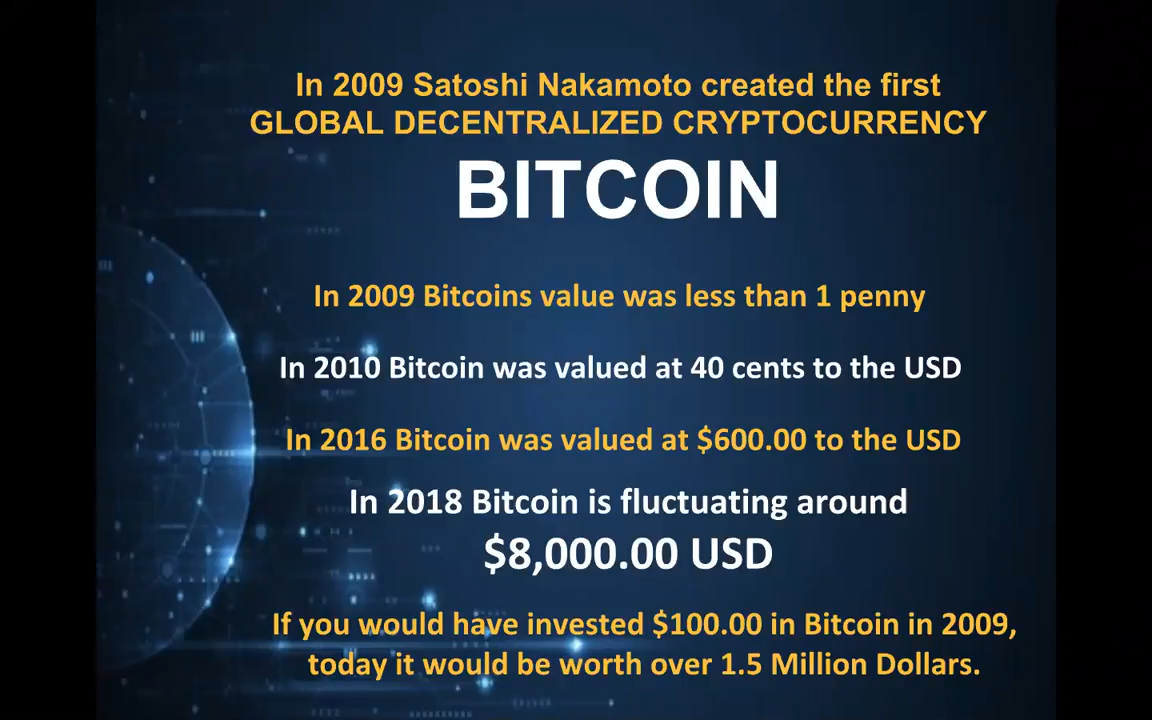 In 2009 Satoshi Nakamoto created the first
GLOBAL DECENTRALIZED CRYPTOCURRENCY
BITCOIN
In 2009 Bitcoins value was less than 1 penny
In 2010 Bitcoin was valued at 40 cents to the USD
In 2016 Bitcoin was valued at $600.00 to the USD
In 2018 Bitcoin is fluctuating around
$8,000.00 USD
If you would have invested $100.00 in Bitcoin in 2009,
today it would be worth over 1.5 Million Dollars.